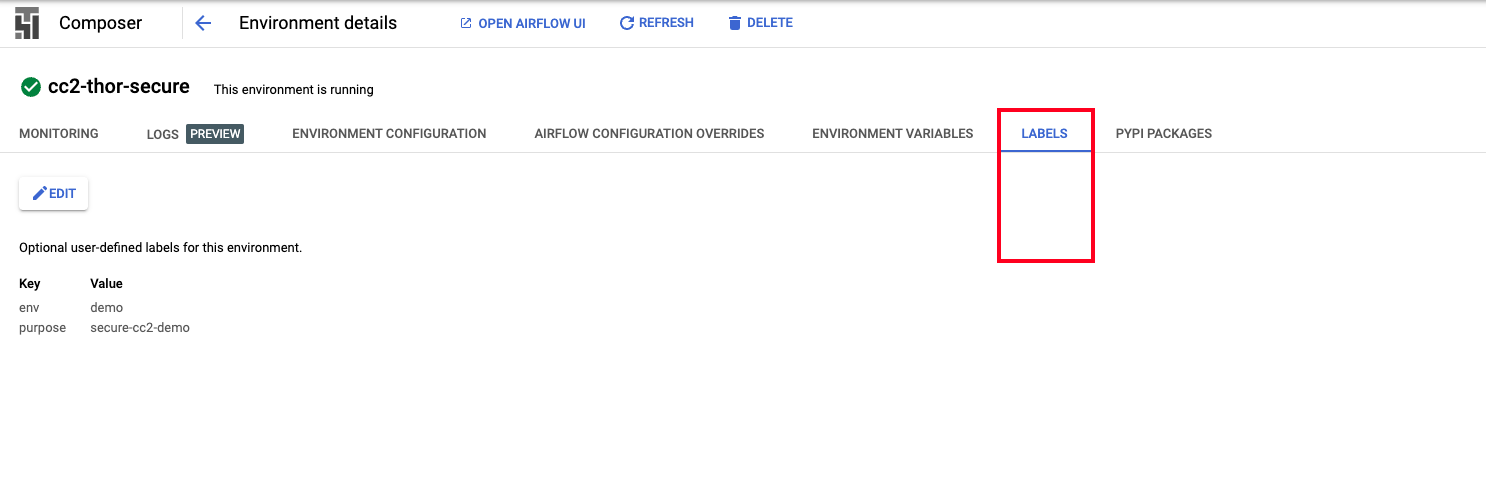 Composer Environment details OPEN AIRFLOW UI REFRESH DELETE
cc2-thor-secure This environment is running
MONITORING LOGS PREVIEW ENVIRONMENT CONFIGURATION AIRFLOW CONFIGURATION OVERRIDES ENVIRONMENT VARIABLES LABELS PYPI PACKAGES
EDIT
Optional user-defined labels for this environment.
Key Value
env demo
purpose secure-cc2-demo